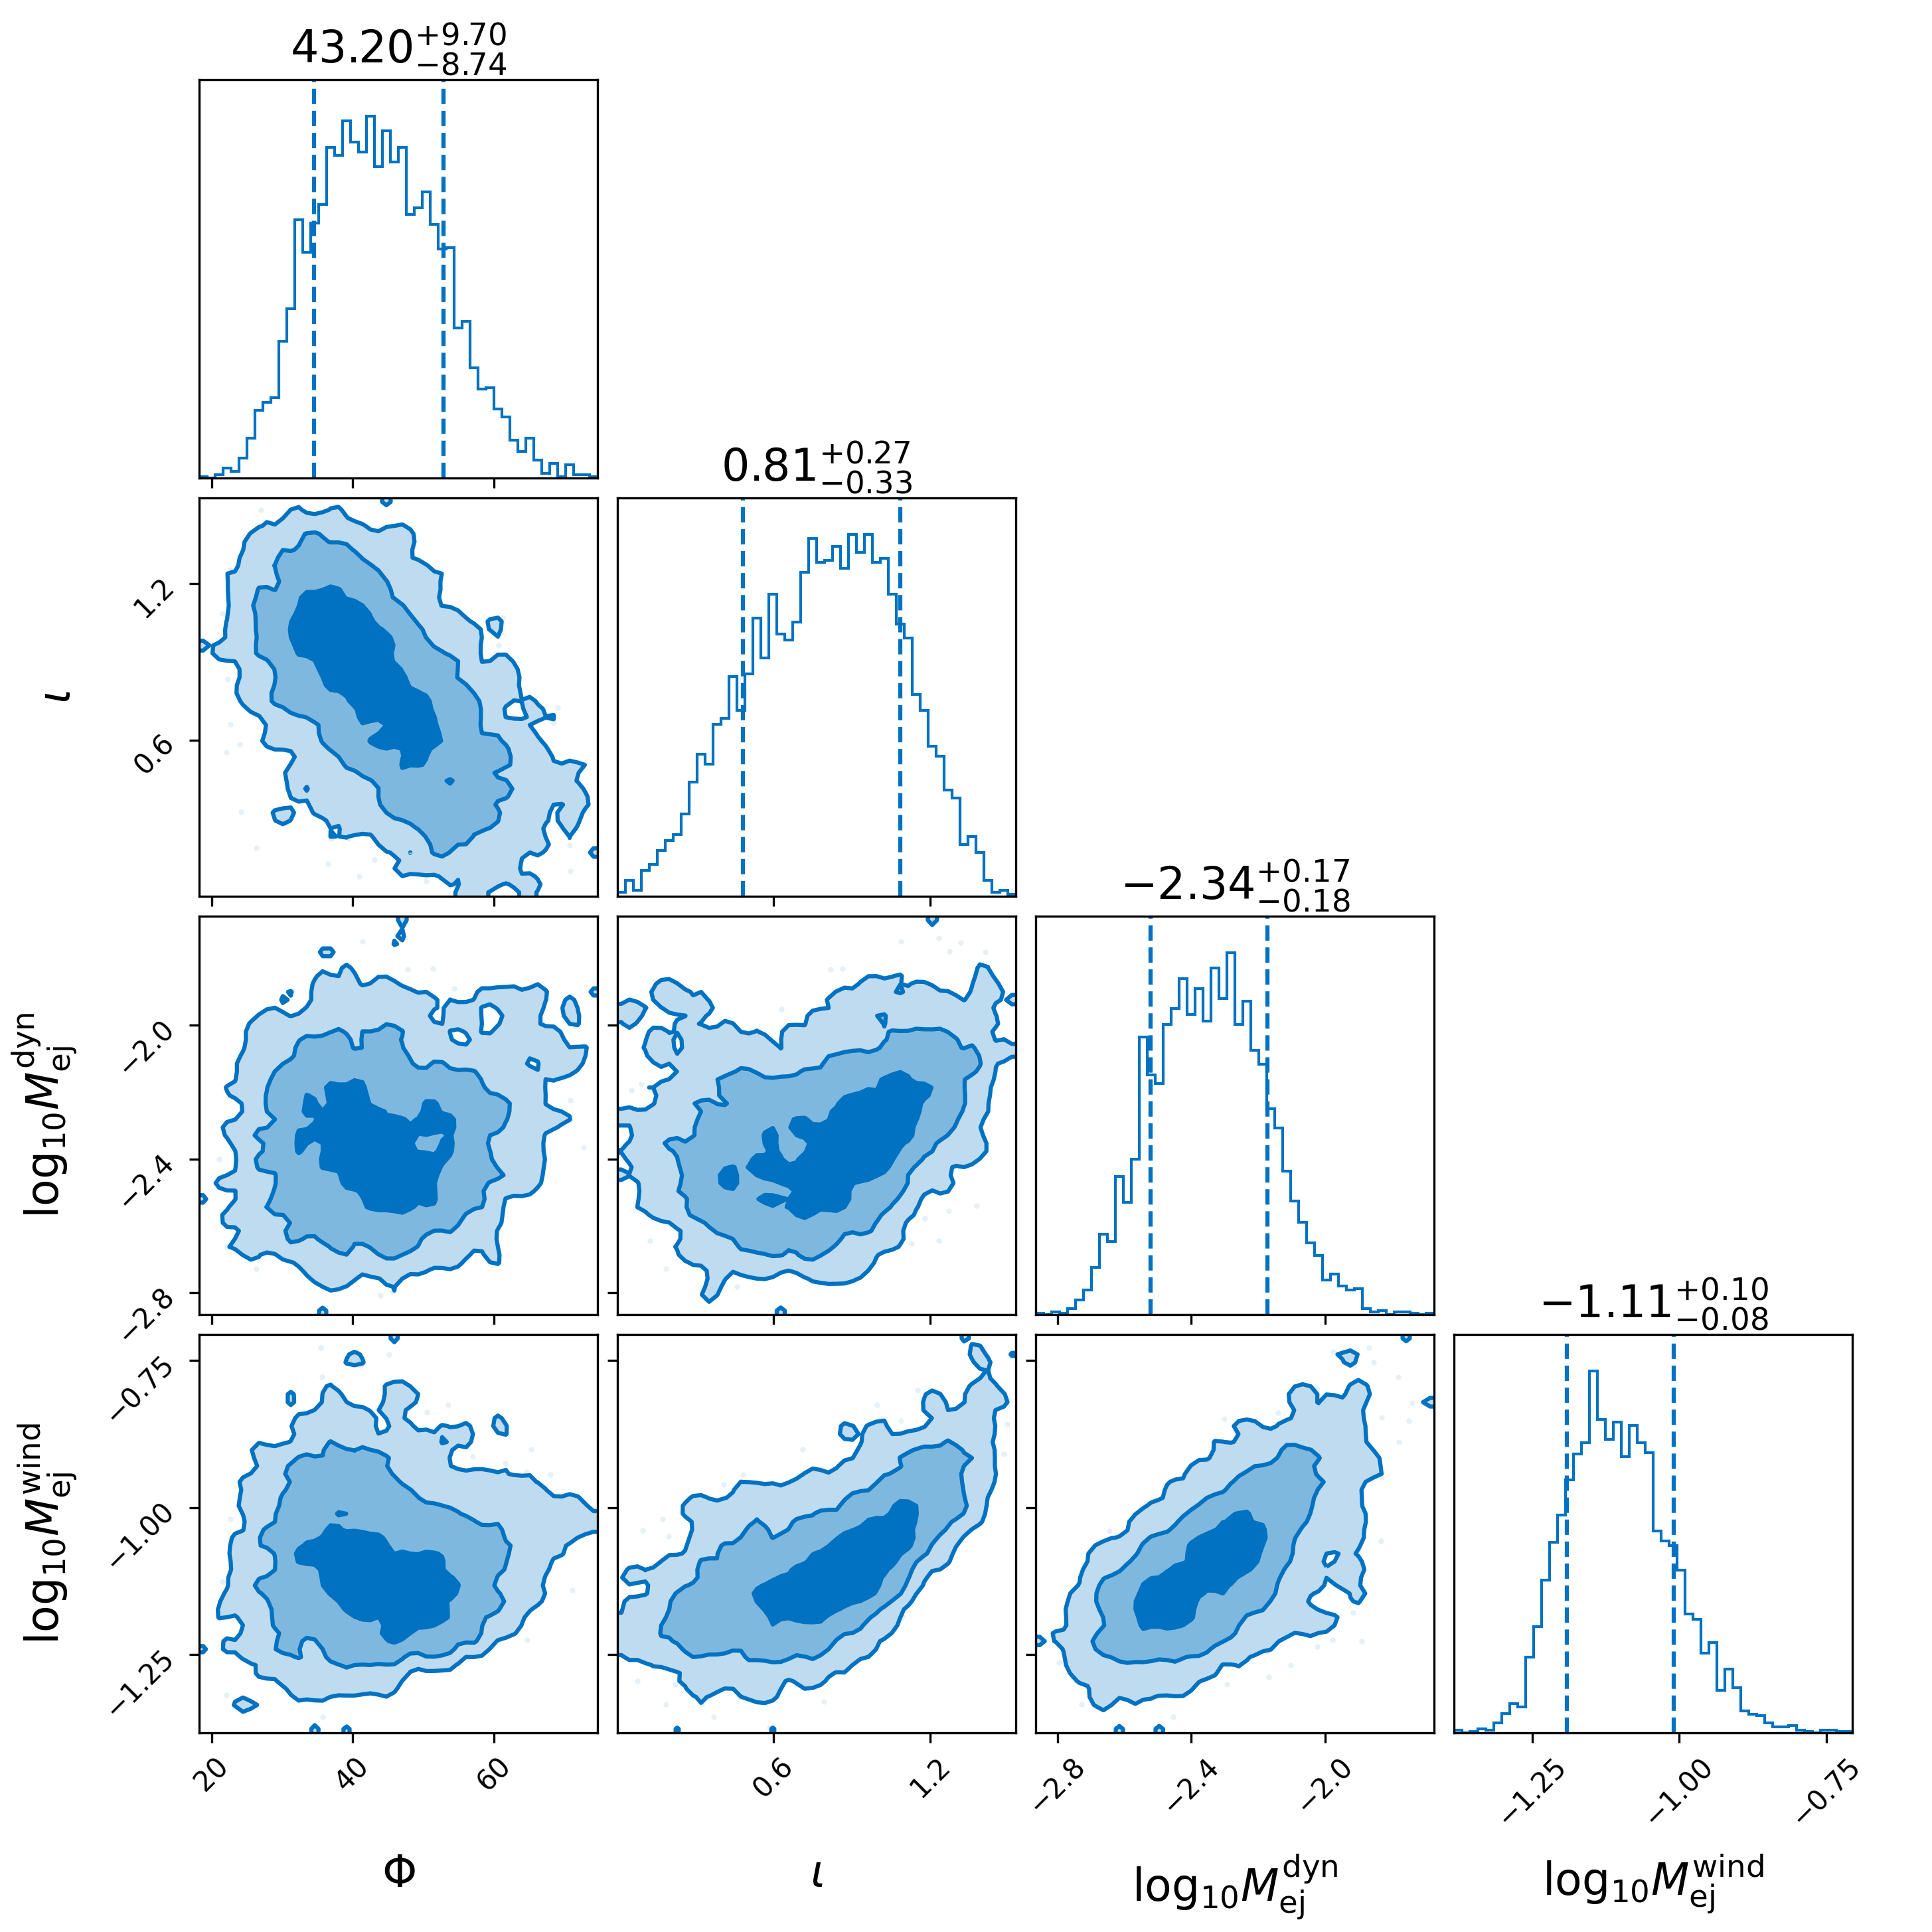 43.20+9.70−8.74
0.81+0.27−0.33
1.2
0.6
ι
−2.34+0.17−0.18
−2.0
−2.4
−2.8
log10Mejdyn
−1.11+0.10−0.08
−0.75
−1.00
−1.25
log10Mejwind
20 40 60 0.6 1.2 −2.8 −2.4 −2.0 −1.25 −1.00 −0.75
Φ ι log10Mejdyn log10Mejwind